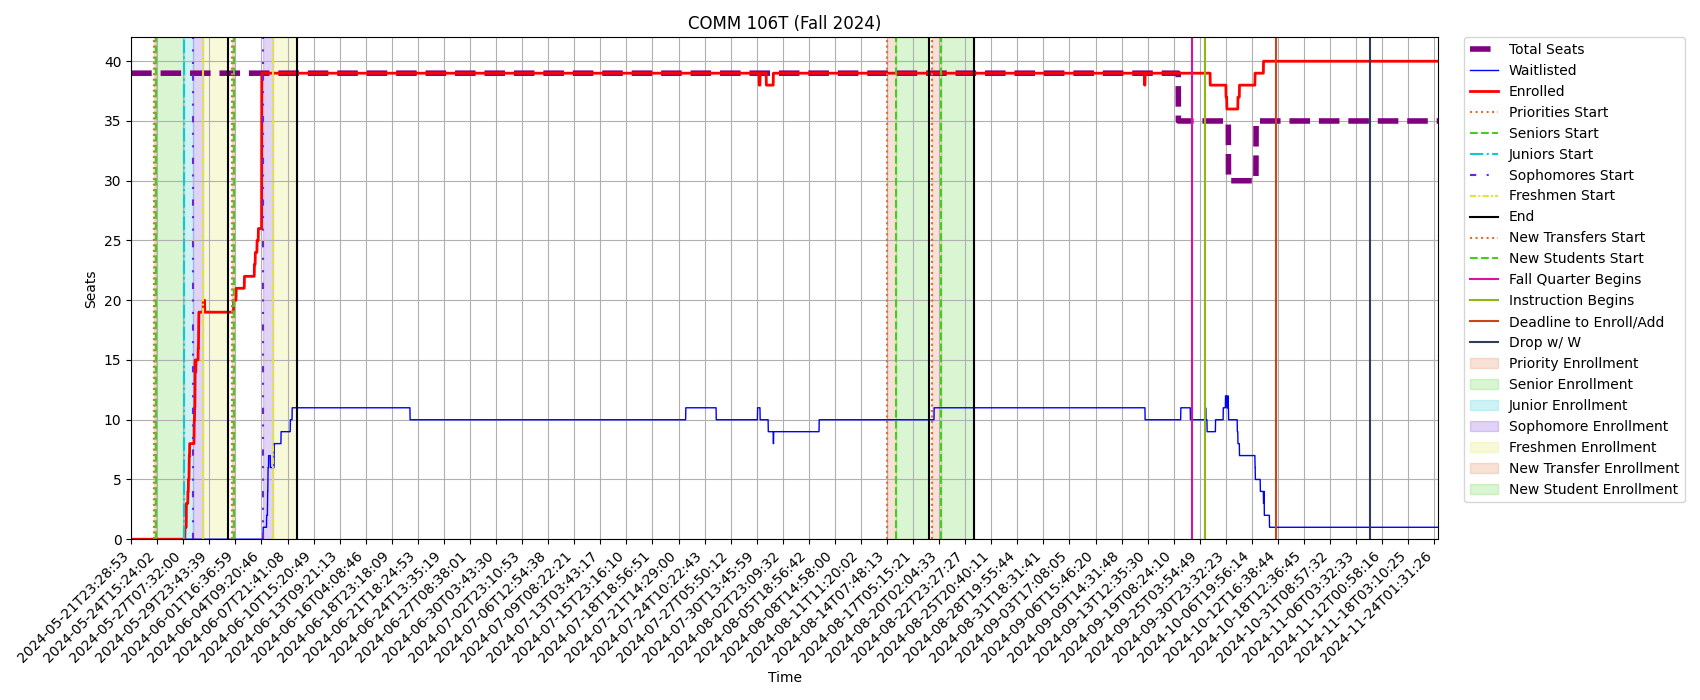 COMM 106T (Fall 2024)
Seats
40
35
30
25
20
15
10
5
0
2024-05-21T23:28:53
2024-05-24T15:24:02
2024-05-27T07:32:00
2024-05-29T23:43:39
2024-06-01T16:36:59
2024-06-04T09:20:46
2024-06-07T21:41:08
2024-06-10T15:20:49
2024-06-13T09:21:13
2024-06-16T04:08:46
2024-06-18T23:18:09
2024-06-21T18:24:53
2024-06-24T13:35:19
2024-06-27T08:38:01
2024-06-30T03:43:30
2024-07-02T23:10:53
2024-07-06T12:54:38
2024-07-09T08:22:21
2024-07-13T03:43:17
2024-07-15T23:16:10
2024-07-18T18:56:51
2024-07-21T14:29:00
2024-07-24T10:22:43
2024-07-27T05:50:12
2024-07-30T13:45:59
2024-08-02T23:09:32
2024-08-05T18:56:42
2024-08-08T14:58:00
2024-08-11T11:20:02
2024-08-14T07:48:13
2024-08-17T05:15:21
2024-08-20T02:04:33
2024-08-22T23:27:27
2024-08-25T20:40:11
2024-08-28T19:55:44
2024-08-31T18:31:41
2024-09-03T17:08:05
2024-09-06T15:46:20
2024-09-09T14:31:48
2024-09-13T12:35:30
2024-09-19T08:24:10
2024-09-25T03:54:49
2024-09-30T23:32:23
2024-10-06T19:56:14
2024-10-12T16:38:44
2024-10-18T12:36:45
2024-10-31T08:57:32
2024-11-06T03:32:33
2024-11-12T00:58:16
2024-11-18T03:10:25
2024-11-24T01:31:26
Time
Total Seats
Waitlisted
Enrolled
Priorities Start
Seniors Start
Juniors Start
Sophomores Start
Freshmen Start
End
New Transfers Start
New Students Start
Fall Quarter Begins
Instruction Begins
Deadline to Enroll/Add
Drop w/ W
Priority Enrollment
Senior Enrollment
Junior Enrollment
Sophomore Enrollment
Freshmen Enrollment
New Transfer Enrollment
New Student Enrollment